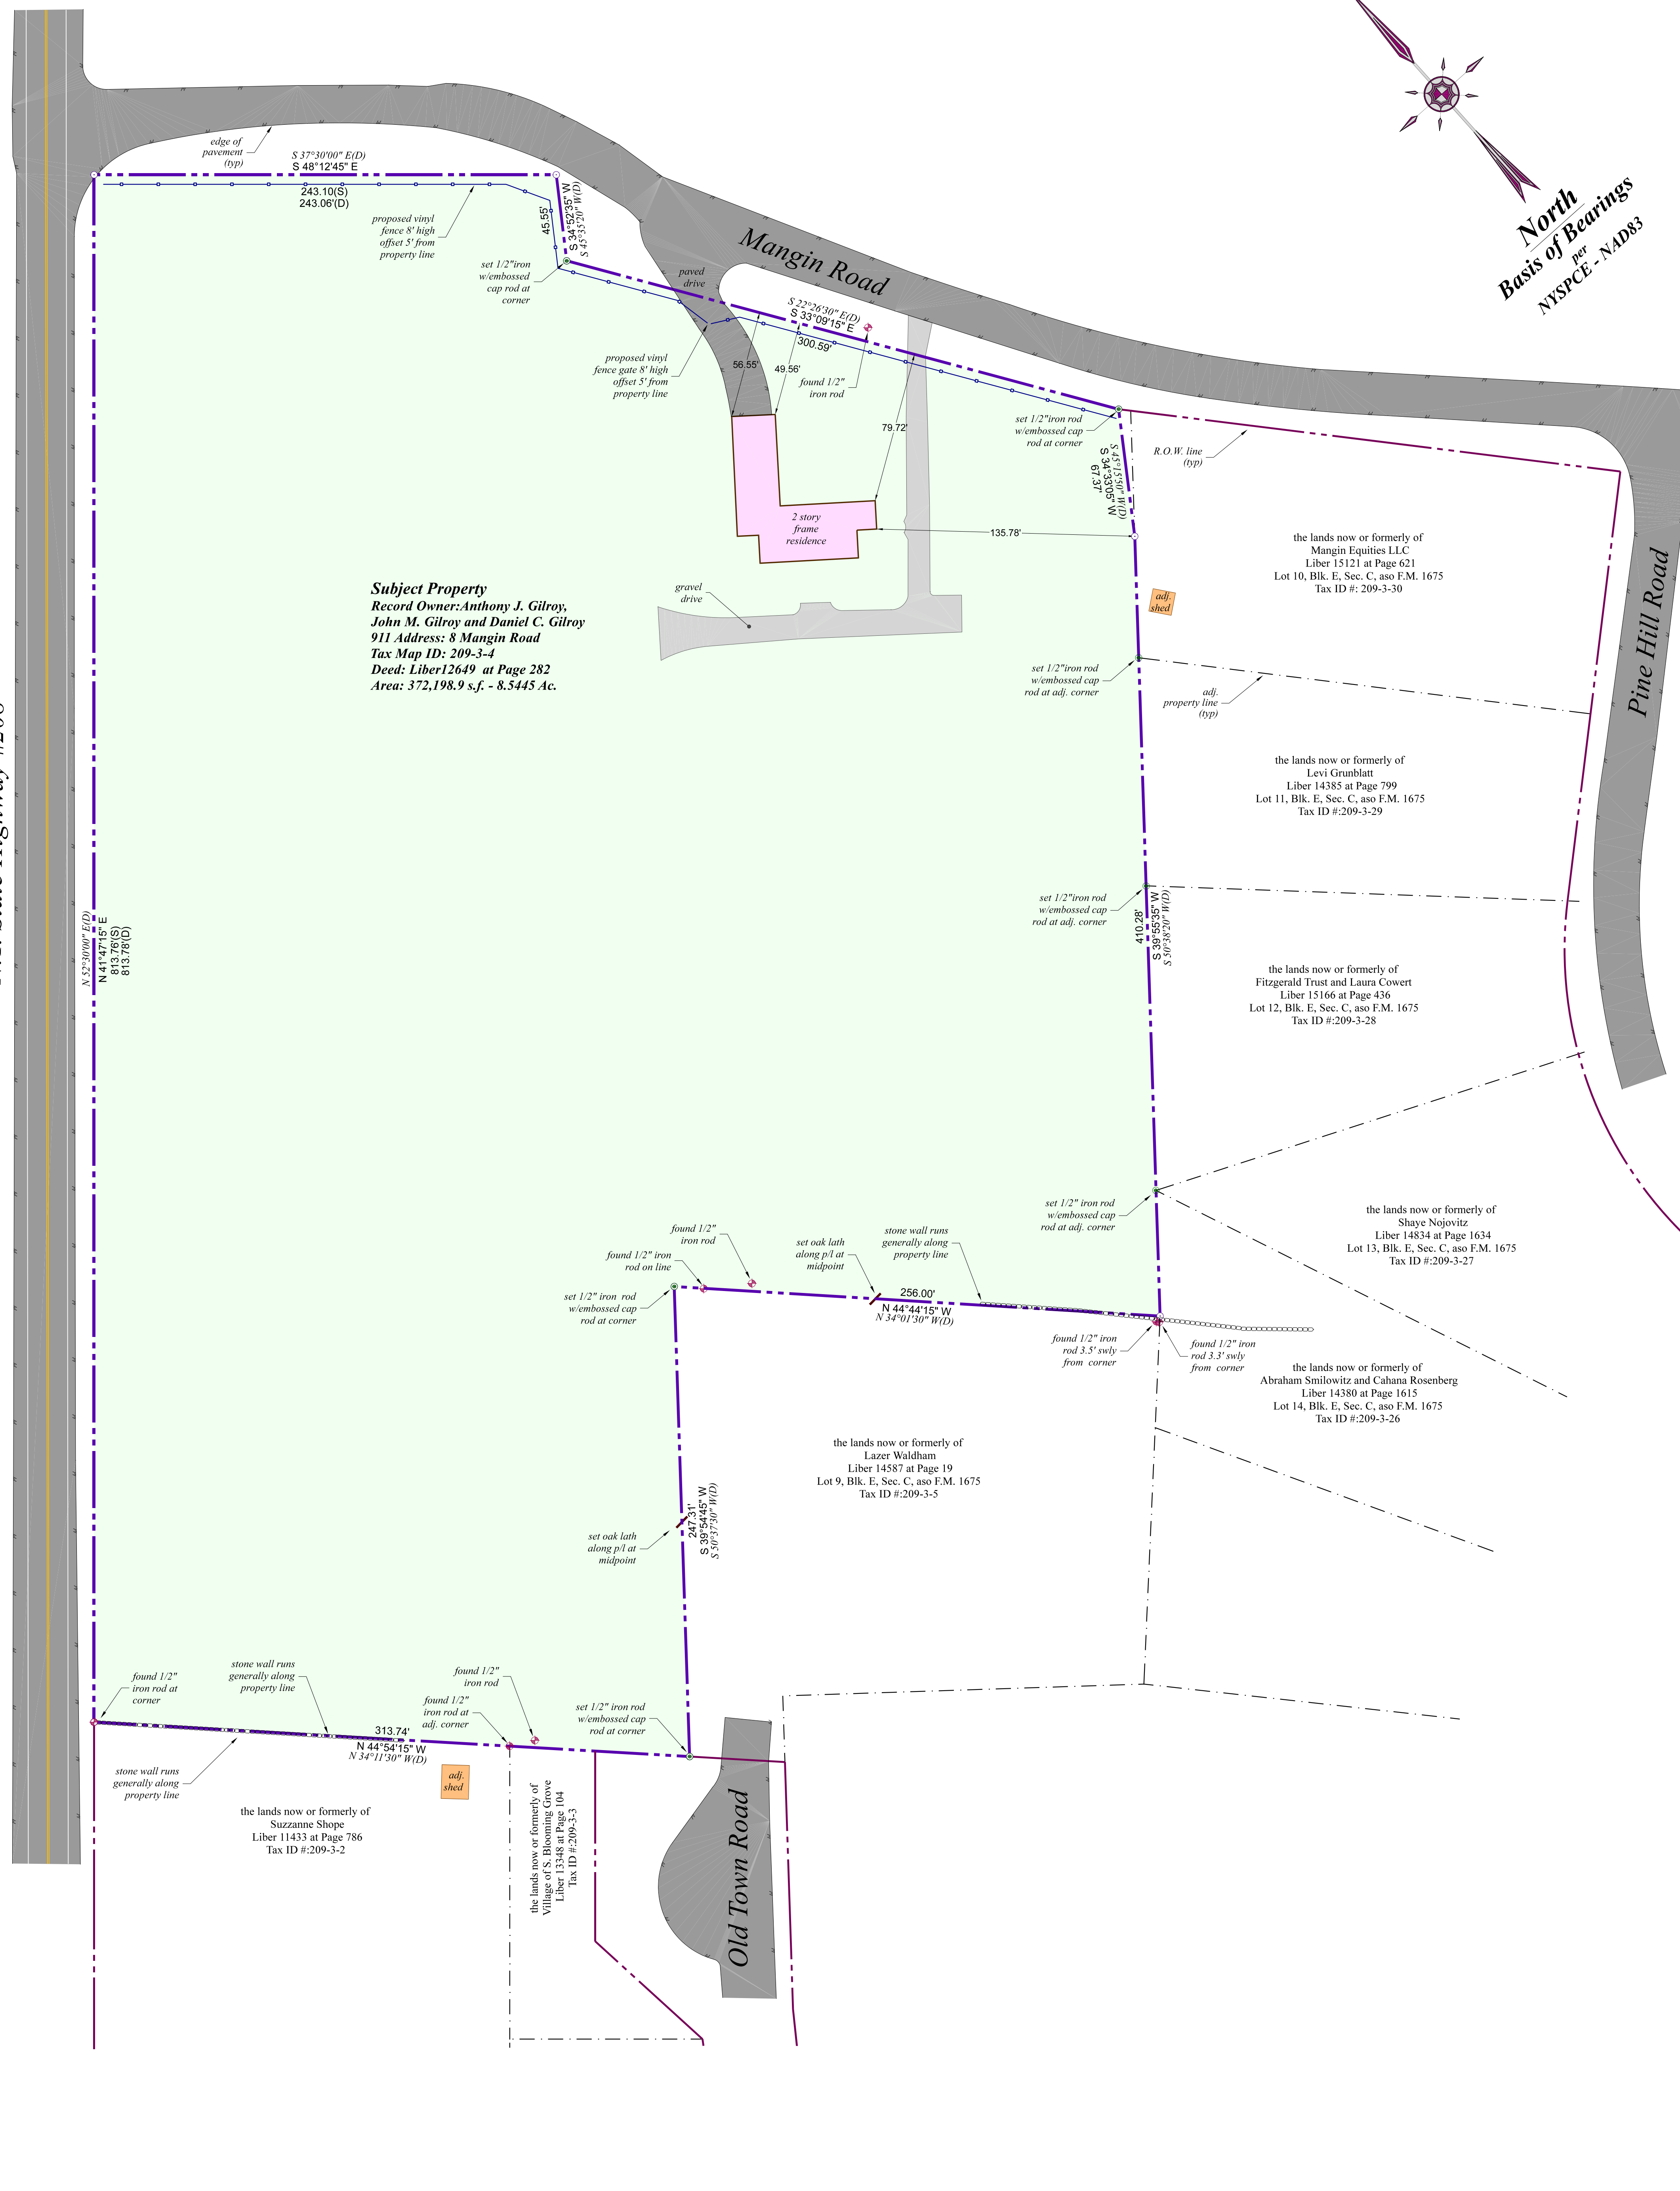 North
Basis of Bearings
per
NYSPCE - NAD83
edge of
pavement
(typ)
S 37°30'00" E(D)
S 48°12'45" E
243.10(S)
243.06'(D)
proposed vinyl
fence 8' high
offset 5' from
property line
45.55'
S 34°52'35" W
S 45°35'20" W(D)
set 1/2"iron
w/embossed
cap rod at
corner
Mangin Road
paved
drive
S 22°26'30" E(D)
S 33°09'15" E
300.59'
proposed vinyl
fence gate 8' high
offset 5' from
property line
56.55'
49.56'
found 1/2"
iron rod
79.72'
set 1/2"iron rod
w/embossed cap
rod at corner
S 45°15'50" W(D)
S 34°33'05" W
67.37'
R.O.W. line
(typ)
2 story
frame
residence
135.78'
the lands now or formerly of
Mangin Equities LLC
Liber 15121 at Page 621
Lot 10, Blk. E, Sec. C, aso F.M. 1675
Tax ID #: 209-3-30
Pine Hill Road
Subject Property
Record Owner:Anthony J. Gilroy,
John M. Gilroy and Daniel C. Gilroy
911 Address: 8 Mangin Road
Tax Map ID: 209-3-4
Deed: Liber12649 at Page 282
Area: 372,198.9 s.f. - 8.5445 Ac.
gravel
drive
adj.
shed
set 1/2"iron rod
w/embossed cap
rod at adj. corner
adj.
property line
(typ)
the lands now or formerly of
Levi Grunblatt
Liber 14385 at Page 799
Lot 11, Blk. E, Sec. C, aso F.M. 1675
Tax ID #:209-3-29
N 52°30'00" E(D)
N 41°47'15" E
813.76'(S)
813.78'(D)
set 1/2"iron rod
w/embossed cap
rod at adj. corner
410.28'
S 39°55'35" W
S 50°38'20" W(D)
the lands now or formerly of
Fitzgerald Trust and Laura Cowert
Liber 15166 at Page 436
Lot 12, Blk. E, Sec. C, aso F.M. 1675
Tax ID #:209-3-28
set 1/2" iron rod
w/embossed cap
rod at adj. corner
the lands now or formerly of
Shaye Nojovitz
Liber 14834 at Page 1634
Lot 13, Blk. E, Sec. C, aso F.M. 1675
Tax ID #:209-3-27
found 1/2"
iron rod
found 1/2" iron
rod on line
set oak lath
along p/l at
midpoint
stone wall runs
generally along
property line
set 1/2" iron rod
w/embossed cap
rod at corner
256.00'
N 44°44'15" W
N 34°01'30" W(D)
found 1/2" iron
rod 3.5' swly
from corner
found 1/2" iron
rod 3.3' swly
from corner
the lands now or formerly of
Abraham Smilowitz and Cahana Rosenberg
Liber 14380 at Page 1615
Lot 14, Blk. E, Sec. C, aso F.M. 1675
Tax ID #:209-3-26
the lands now or formerly of
Lazer Waldham
Liber 14587 at Page 19
Lot 9, Blk. E, Sec. C, aso F.M. 1675
Tax ID #:209-3-5
set oak lath
along p/l at
midpoint
247.31'
S 39°54'45" W
S 50°37'30" W(D)
found 1/2"
iron rod at
corner
stone wall runs
generally along
property line
found 1/2"
iron rod
found 1/2"
iron rod at
adj. corner
set 1/2" iron rod
w/embossed cap
rod at corner
313.74'
N 44°54'15" W
N 34°11'30" W(D)
stone wall runs
generally along
property line
adj.
shed
the lands now or formerly of
Suzzanne Shope
Liber 11433 at Page 786
Tax ID #:209-3-2
the lands now or formerly of
Village of S. Blooming Grove
Liber 13348 at Page 104
Tax ID #:209-3-3
Old Town Road